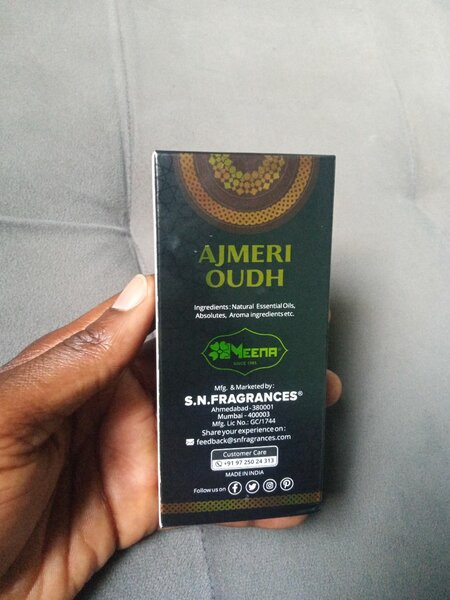 AJMERI
OUDH
Ingredients : Natural Essential Oils,
Absolutes, Aroma ingredients etc.
MEENA
SINCE 1983
Mfg. & Marketed by :
S.N.FRAGRANCES®
Ahmedabad - 380001
Mumbai - 400003
Mfg. Lic No.: GC/1744
Share your experience on :
feedback@snfragrances.com
Customer Care
+91 97 250 24 313
MADE IN INDIA
Follow us on